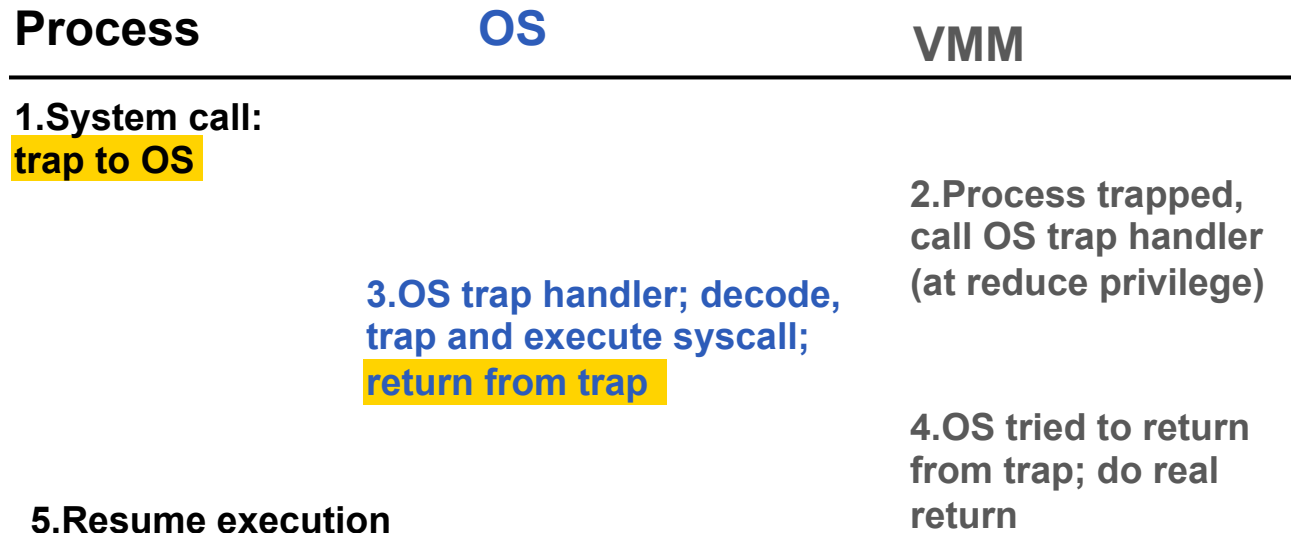 Process OS VMM
1.System call:
trap to OS
2.Process trapped,
call OS trap handler
(at reduce privilege)
3.OS trap handler; decode,
trap and execute syscall;
return from trap
4.OS tried to return
from trap; do real
return
5.Resume execution